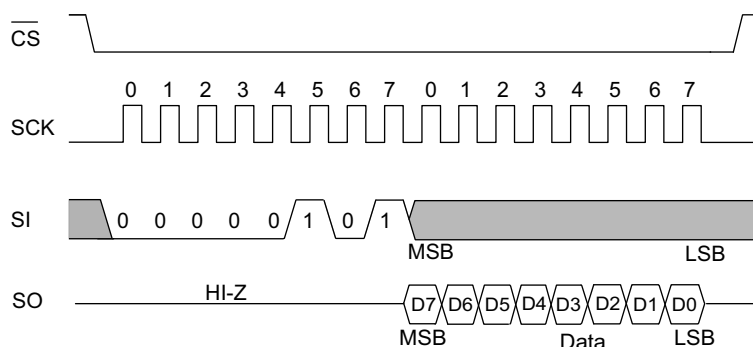 CS
0 1 2 3 4 5 6 7 0 1 2 3 4 5 6 7
SCK
SI 0 0 0 0 0 1 0 1
MSB LSB
HI-Z
SO D7 D6 D5 D4 D3 D2 D1 D0
MSB Data LSB